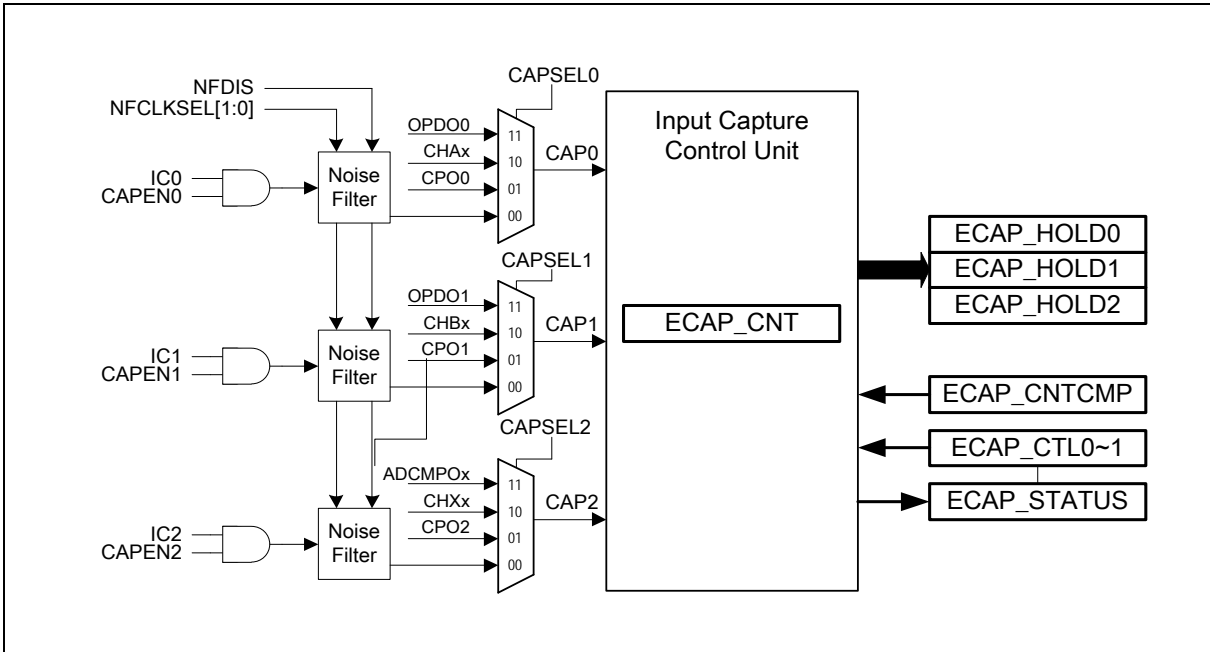 NFDIS
NFCLKSEL[1:0]
IC0
CAPEN0
Noise
Filter
OPDO0
CHAx
CPO0
11
10
01
00
CAPSEL0
CAP0
IC1
CAPEN1
Noise
Filter
OPDO1
CHBx
CPO1
11
10
01
00
CAPSEL1
CAP1
IC2
CAPEN2
Noise
Filter
ADCMPOx
CHXx
CPO2
11
10
01
00
CAPSEL2
CAP2
Input Capture
Control Unit
ECAP_CNT
ECAP_HOLD0
ECAP_HOLD1
ECAP_HOLD2
ECAP_CNTCMP
ECAP_CTL0~1
ECAP_STATUS